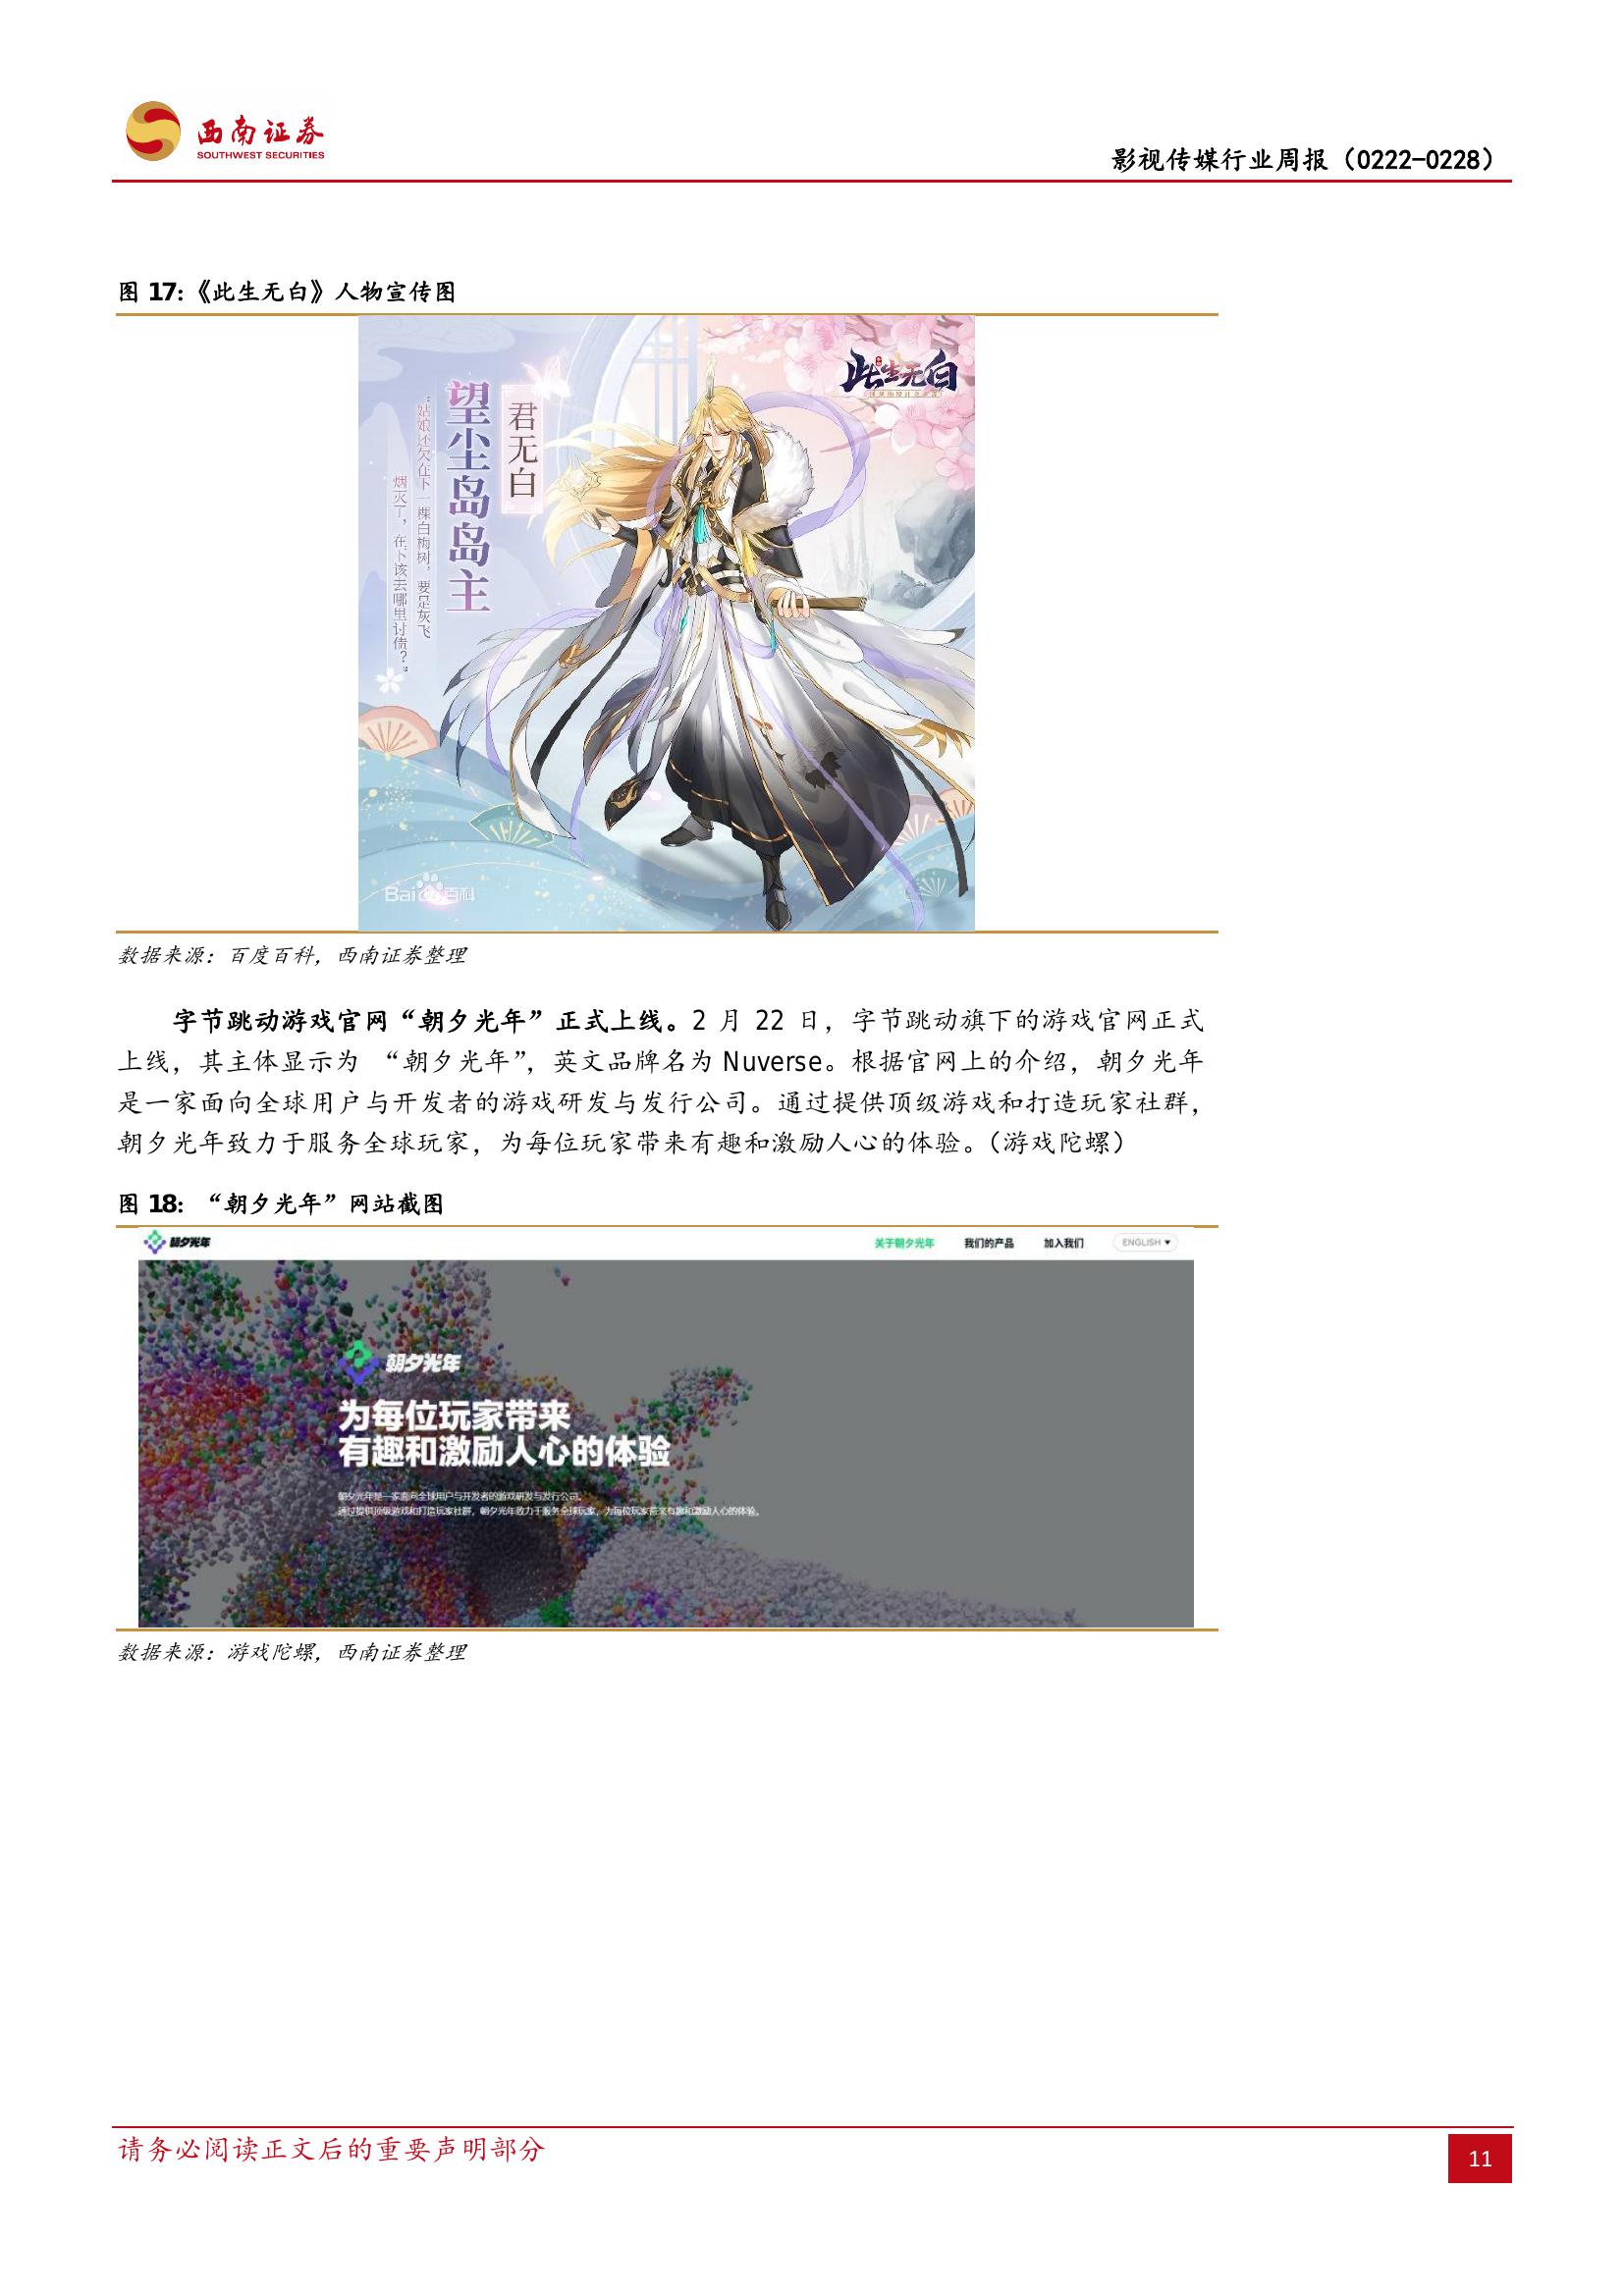 西南证券
SOUTHWEST SECURITIES
影视传媒行业周报（0222-0228）
图 17：《此生无白》人物宣传图
此生无白
君无白
望尘岛岛主
“姑娘还欠在下一棵白梅树，要是灰飞
烟灭了，在下该去哪里讨债？”
Baidu百科
数据来源：百度百科，西南证券整理
字节跳动游戏官网“朝夕光年”正式上线。2 月 22 日，字节跳动旗下的游戏官网正式
上线，其主体显示为 “朝夕光年”，英文品牌名为 Nuverse。根据官网上的介绍，朝夕光年
是一家面向全球用户与开发者的游戏研发与发行公司。通过提供顶级游戏和打造玩家社群，
朝夕光年致力于服务全球玩家，为每位玩家带来有趣和激励人心的体验。（游戏陀螺）
图 18： “朝夕光年”网站截图
朝夕光年
关于朝夕光年 我们的产品 加入我们 ENGLISH
朝夕光年
为每位玩家带来
有趣和激励人心的体验
朝夕光年是一家面向全球用户与开发者的游戏研发与发行公司。
通过提供顶级游戏和打造玩家社群，朝夕光年致力于服务全球玩家，为每位玩家带来有趣和激励人心的体验。
数据来源：游戏陀螺，西南证券整理
请务必阅读正文后的重要声明部分
11